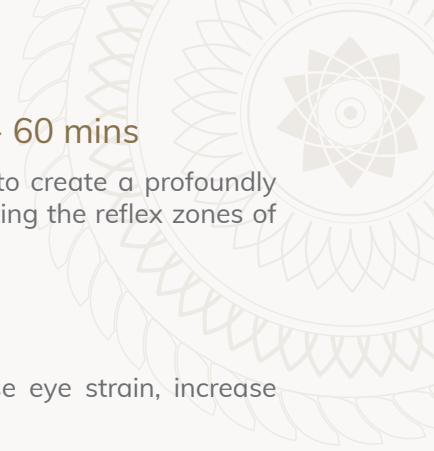 - 60 mins
to create a profoundly
ing the reflex zones of
e eye strain, increase